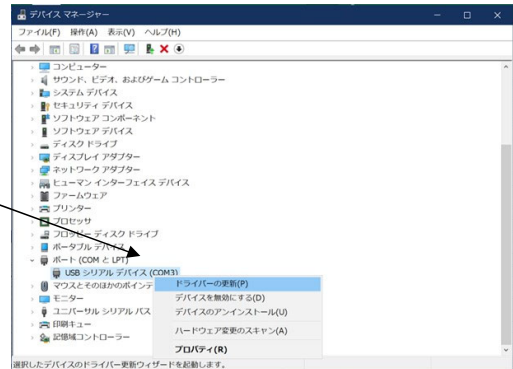 デバイス マネージャー
ファイル(F) 操作(A) 表示(V) ヘルプ(H)
コンピューター
サウンド、ビデオ、およびゲーム コントローラー
システム デバイス
セキュリティ デバイス
ソフトウェア コンポーネント
ソフトウェア デバイス
ディスク ドライブ
ディスプレイ アダプター
ネットワーク アダプター
ヒューマン インターフェイス デバイス
ファームウェア
プリンター
プロセッサ
フロッピー ディスク ドライブ
ポータブル デバイス
ポート (COM と LPT)
USB シリアル デバイス (COM3)
マウスとそのほかのポインテ
モニター
ユニバーサル シリアル バス
印刷キュー
記憶域コントローラー
ドライバーの更新(P)
デバイスを無効にする(D)
デバイスのアンインストール(U)
ハードウェア変更のスキャン(A)
プロパティ(R)
選択したデバイスのドライバー更新ウィザードを起動します。